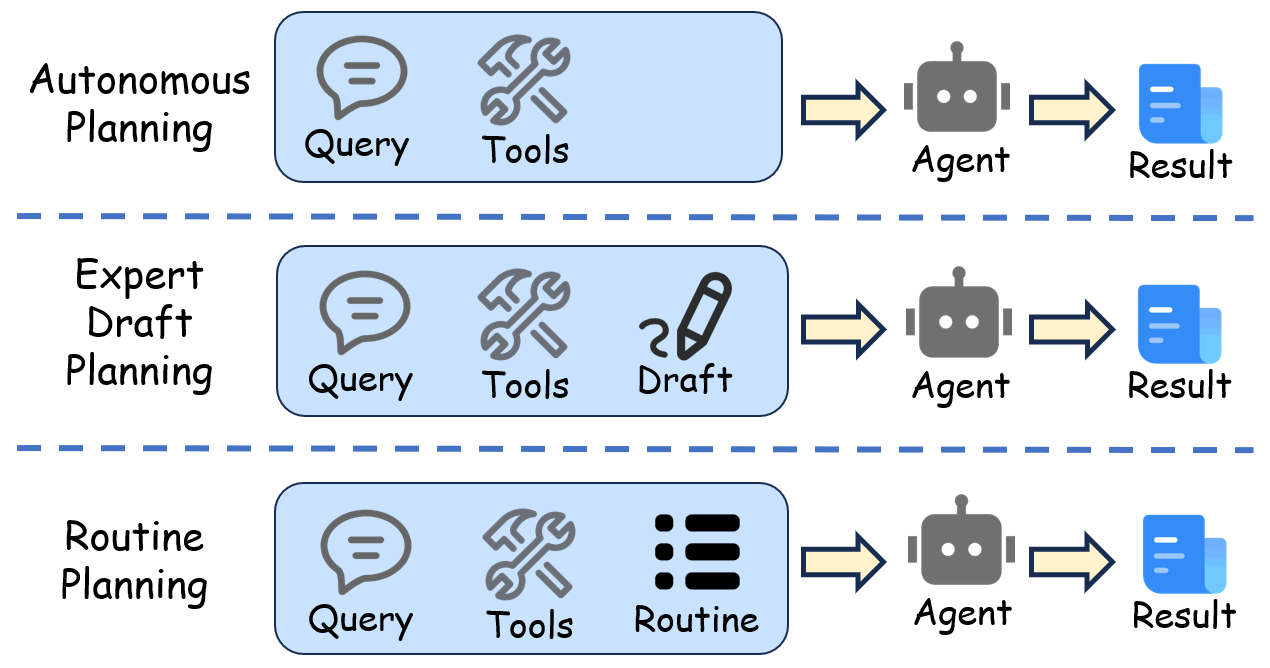 Autonomous
Planning
Query
Tools
Agent
Result
Expert
Draft
Planning
Query
Tools
Draft
Agent
Result
Routine
Planning
Query
Tools
Routine
Agent
Result